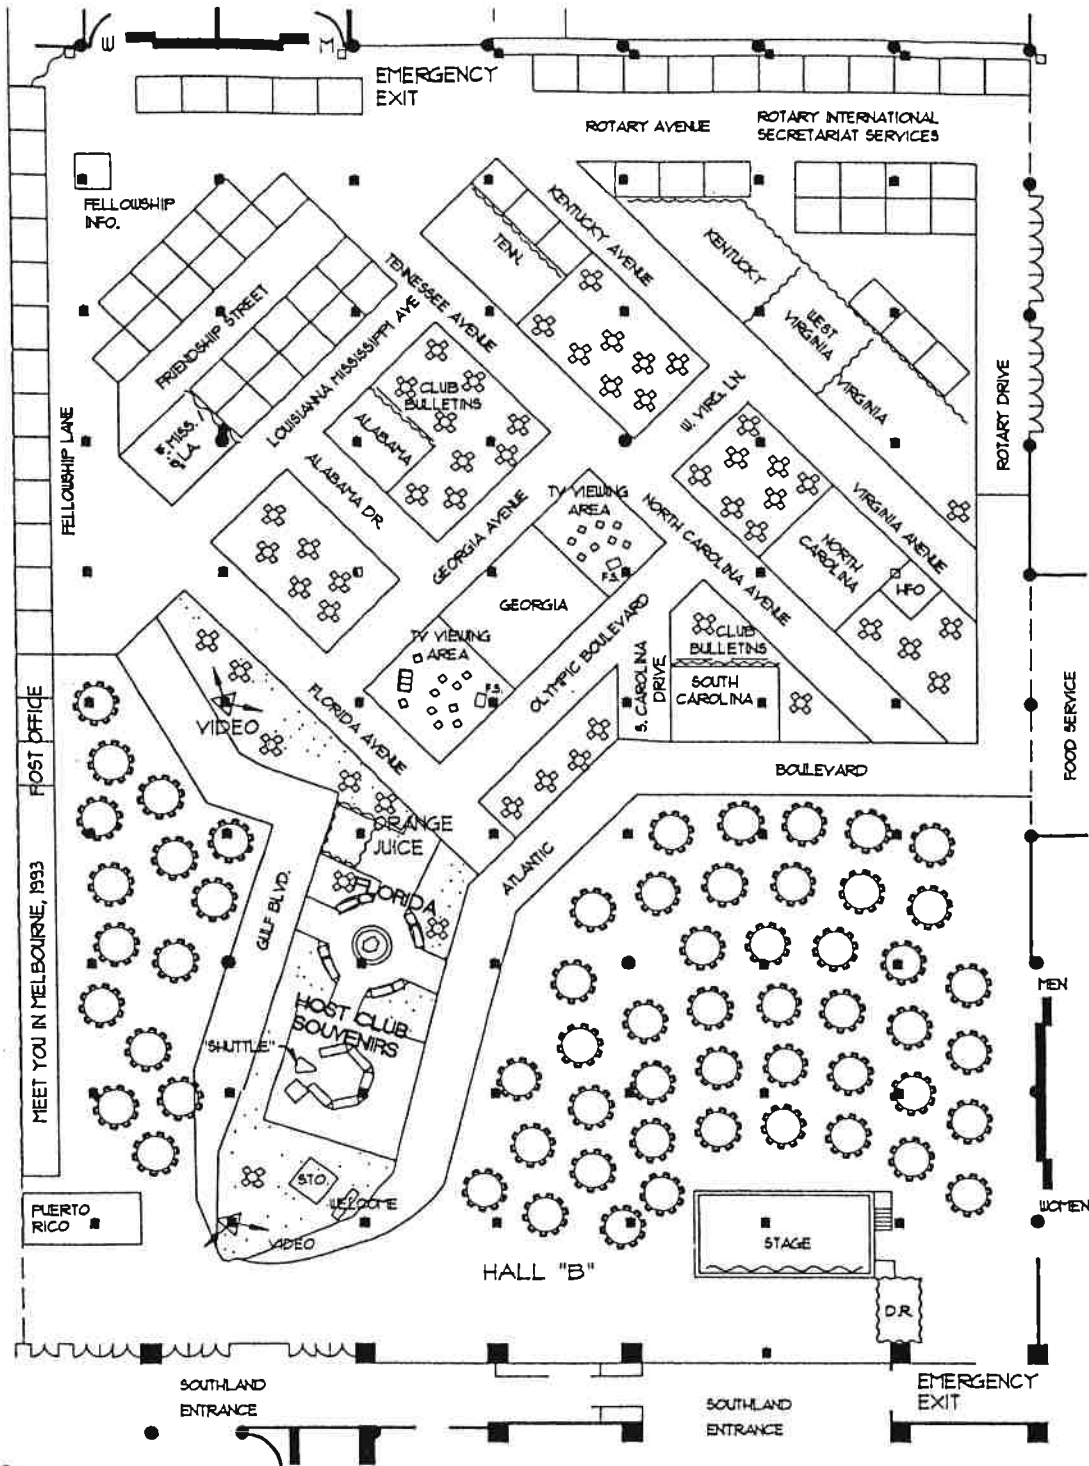 W
M
EMERGENCY
EXIT
ROTARY AVENUE
ROTARY INTERNATIONAL
SECRETARIAT SERVICES
FELLOWSHIP
INFO.
KENTUCKY AVENUE
TENN.
KENTUCKY
TENNESSEE AVENUE
FRIENDSHIP STREET
LOUISIANNA MISSISSIPPI AVE
WEST
VIRGINIA
VIRGINIA
ROTARY DRIVE
CLUB
BULLETINS
W. VIRG. LN.
ALABAMA
MISS. /
LA.
FELLOWSHIP LANE
ALABAMA DR.
TV VIEWING
AREA
F.S.
GEORGIA AVENUE
NORTH CAROLINA AVENUE
VIRGINIA AVENUE
NORTH
CAROLINA
HFO
GEORGIA
TV VIEWING
AREA
F.S.
OLYMPIC BOULEVARD
CLUB
BULLETINS
S. CAROLINA
DRIVE
SOUTH
CAROLINA
FLORIDA AVENUE
VIDEO
POST OFFICE
FOOD SERVICE
BOULEVARD
ORANGE
JUICE
ATLANTIC
FLORIDA
GULF BLVD.
MEET YOU IN MELBOURNE, 1993
HOST CLUB
SOUVENIRS
"SHUTTLE"
MEN
STO.
WELCOME
VIDEO
PUERTO
RICO
WOMEN
STAGE
HALL "B"
D.R.
SOUTHLAND
ENTRANCE
SOUTHLAND
ENTRANCE
EMERGENCY
EXIT